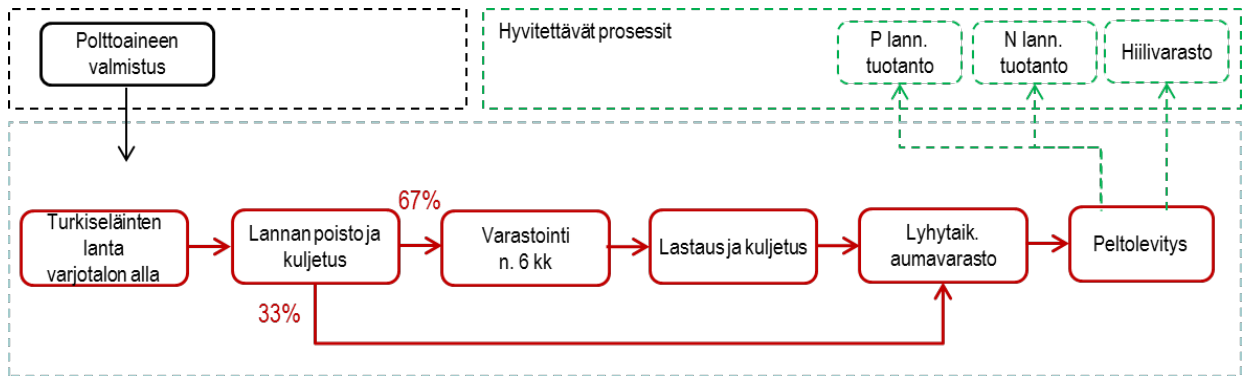 Polttoaineen
valmistus
Hyvitettävät prosessit
P lann.
tuotanto
N lann.
tuotanto
Hiilivarasto
Turkiseläinten
lanta
varjotalon alla
Lannan poisto ja
kuljetus
67%
Varastointi
n. 6 kk
Lastaus ja kuljetus
Lyhytaik.
aumavarasto
Peltolevitys
33%